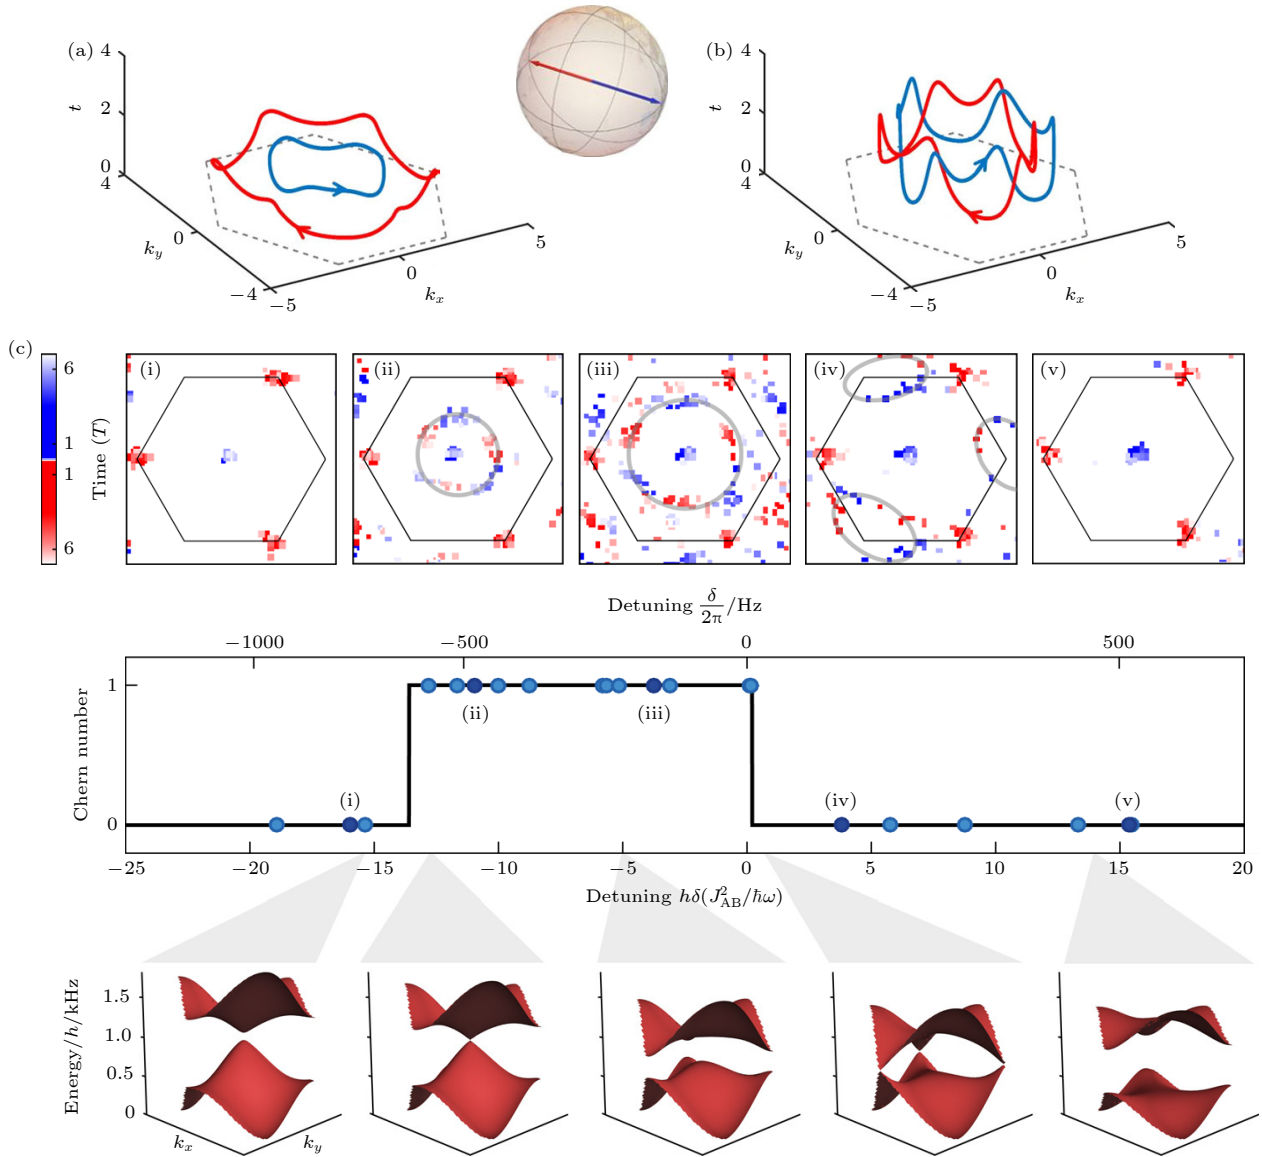 (a)
4
2
0
t
4
0
−4
k_y
−5
0
5
k_x
(b)
4
2
0
t
4
0
−4
k_y
−5
0
5
k_x
(c)
6
1
1
6
Time (T)
(i)
(ii)
(iii)
(iv)
(v)
Detuning δ/2π/Hz
−1000
−500
0
500
Chern number
1
0
(i)
(ii)
(iii)
(iv)
(v)
−25
−20
−15
−10
−5
0
5
10
15
20
Detuning hδ(J²_AB/ℏω)
Energy/h/kHz
1.5
1.0
0.5
0
k_x
k_y